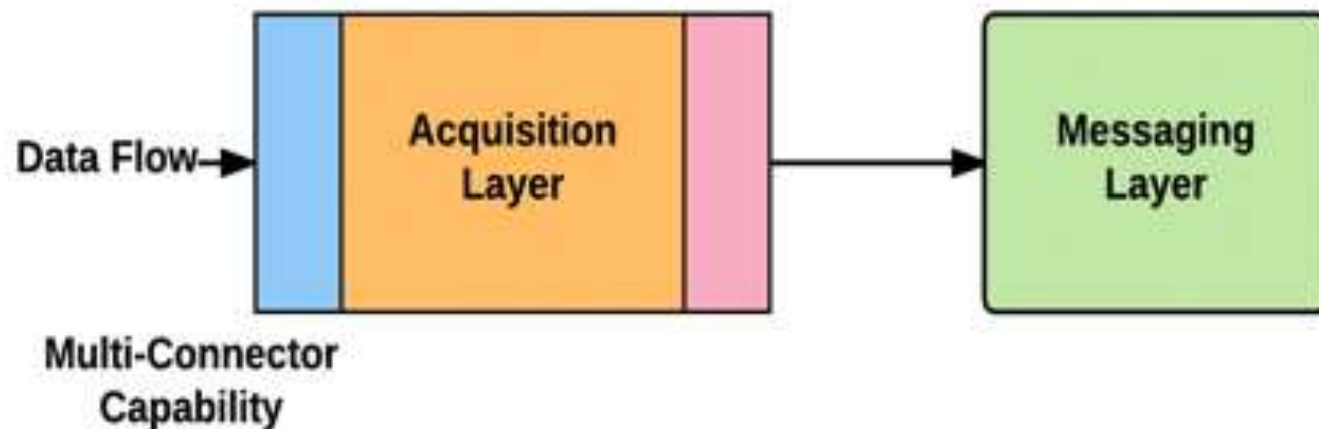 Data Flow
Acquisition
Layer
Messaging
Layer
Multi-Connector
Capability